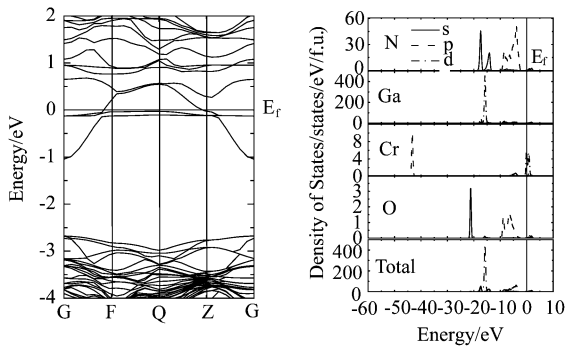 Energy/eV
2
1
0
-1
-2
-3
-4
G F Q Z G
E_f
Density of States/states/eV/f.u.)
60
40
20
0
N
s
p
d
E_f
400
200
0
Ga
8
4
0
Cr
3
2
1
0
O
400
200
0
Total
-60 -50 -40 -30 -20 -10 0 10
Energy/eV